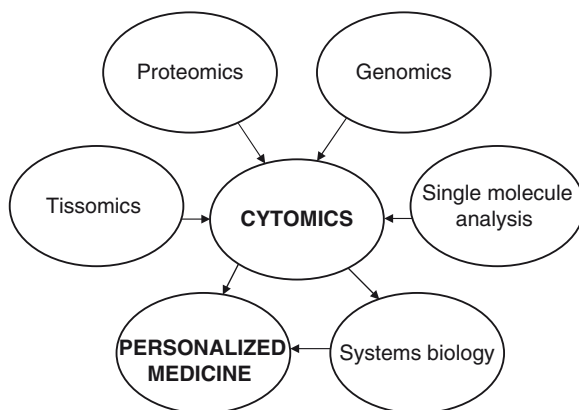 Proteomics
Genomics
Tissomics
CYTOMICS
Single molecule
analysis
PERSONALIZED
MEDICINE
Systems biology